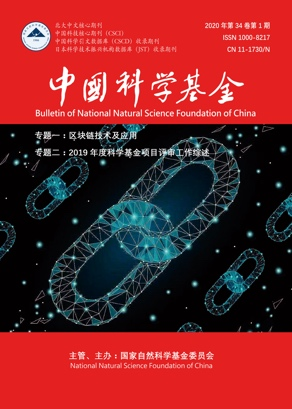 北大中文核心期刊
中国科技核心期刊（CSCI）
中国科学引文数据库（CSCD）收录期刊
日本科学技术振兴机构数据库（JST）收录期刊
2020 年第 34 卷第 1 期
ISSN 1000-8217
CN 11-1730/N
中国科学基金
Bulletin of National Natural Science Foundation of China
专题一：区块链技术及应用
专题二：2019 年度科学基金项目评审工作综述
主管、主办：国家自然科学基金委员会
National Natural Science Foundation of China